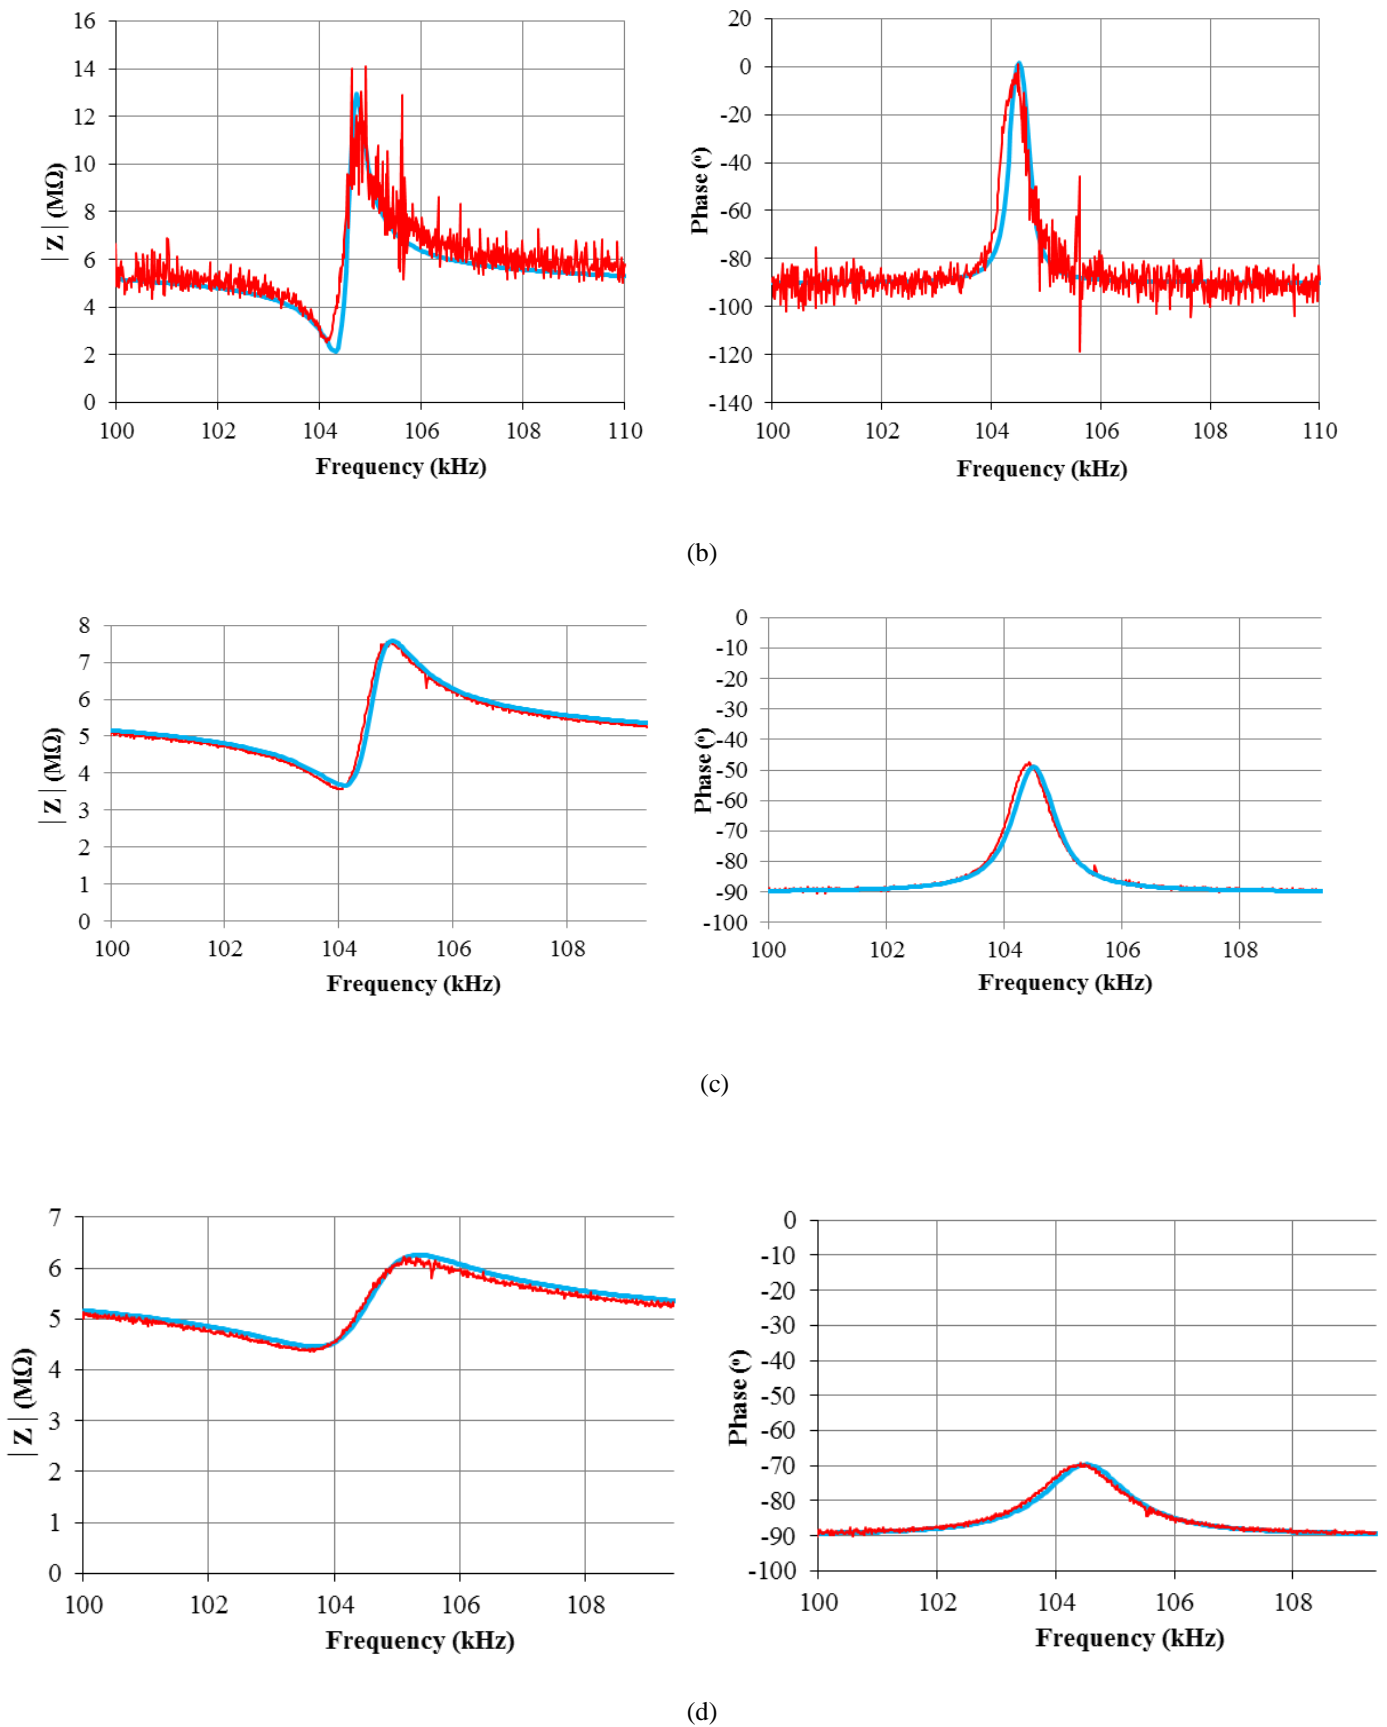 16
14
12
10
8
6
4
2
0
|Z| (MΩ)
100 102 104 106 108 110
Frequency (kHz)
20
0
-20
-40
-60
-80
-100
-120
-140
Phase (º)
100 102 104 106 108 110
Frequency (kHz)
(b)
8
7
6
5
4
3
2
1
0
|Z| (MΩ)
100 102 104 106 108
Frequency (kHz)
0
-10
-20
-30
-40
-50
-60
-70
-80
-90
-100
Phase (º)
100 102 104 106 108
Frequency (kHz)
(c)
7
6
5
4
3
2
1
0
|Z| (MΩ)
100 102 104 106 108
Frequency (kHz)
0
-10
-20
-30
-40
-50
-60
-70
-80
-90
-100
Phase (º)
100 102 104 106 108
Frequency (kHz)
(d)